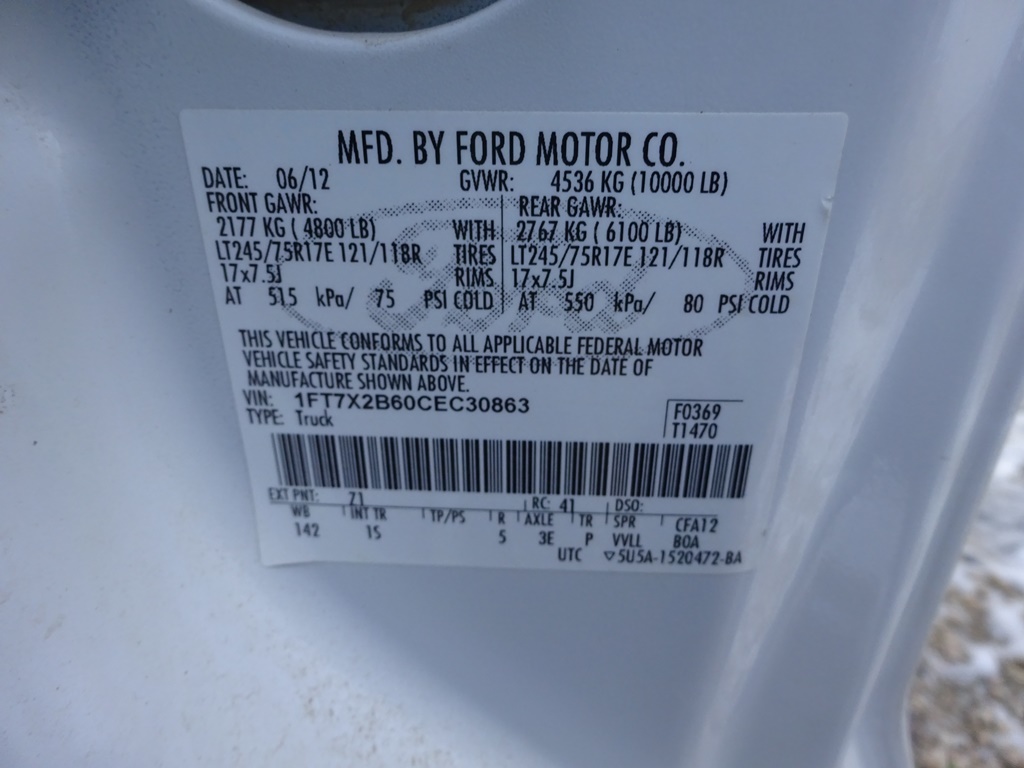 MFD. BY FORD MOTOR CO.
DATE: 06/12 GVWR: 4536 KG (10000 LB)
FRONT GAWR: REAR GAWR:
2177 KG ( 4800 LB) WITH 2767 KG ( 6100 LB) WITH
LT245/75R17E 121/118R TIRES LT245/75R17E 121/118R TIRES
17x7.5J RIMS 17x7.5J RIMS
AT 515 kPa/ 75 PSI COLD AT 550 kPa/ 80 PSI COLD
Ford
THIS VEHICLE CONFORMS TO ALL APPLICABLE FEDERAL MOTOR
VEHICLE SAFETY STANDARDS IN EFFECT ON THE DATE OF
MANUFACTURE SHOWN ABOVE.
VIN: 1FT7X2B60CEC30863 F0369
TYPE: Truck T1470
EXT PNT: 71 RC: 41 DSO:
WB INT TR TP/PS R AXLE TR SPR CFA12
142 15 5 3E P VVLL BOA
UTC ▽5U5A-1520472-BA